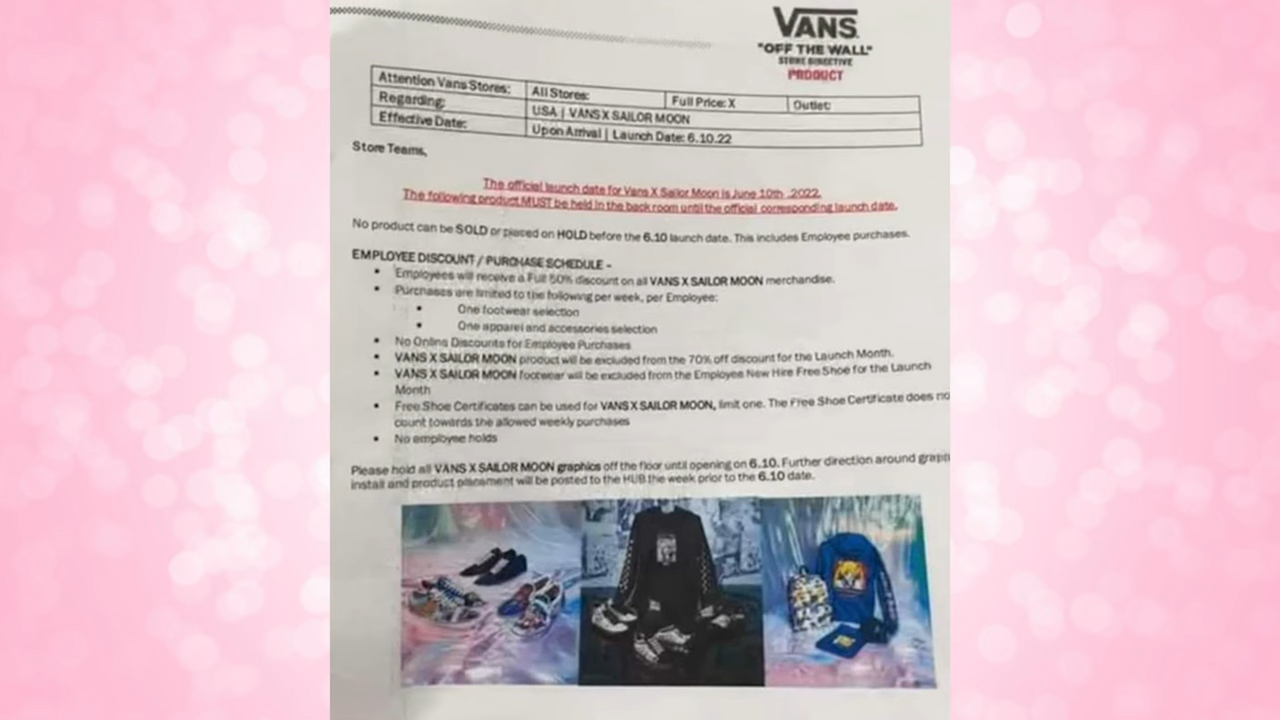 VANS
"OFF THE WALL"
STORE DIRECTIVE
PRODUCT
Attention Vans Stores: All Stores: Full Price: X Outlet:
Regarding: USA | VANS X SAILOR MOON
Effective Date: Upon Arrival | Launch Date: 6.10.22
Store Teams,
The official launch date for Vans X Sailor Moon is June 10th ,2022.
The following product MUST be held in the back room until the official corresponding launch date.
No product can be SOLD or placed on HOLD before the 6.10 launch date. This includes Employee purchases.
EMPLOYEE DISCOUNT / PURCHASE SCHEDULE –
• Employees will receive a Full 50% discount on all VANS X SAILOR MOON merchandise.
• Purchases are limited to the following per week, per Employee:
• One footwear selection
• One apparel and accessories selection
• No Online Discounts for Employee Purchases
• VANS X SAILOR MOON product will be excluded from the 70% off discount for the Launch Month.
• VANS X SAILOR MOON footwear will be excluded from the Employee New Hire Free Shoe for the Launch
Month
• Free Shoe Certificates can be used for VANS X SAILOR MOON, limit one. The Free Shoe Certificate does no
count towards the allowed weekly purchases
• No employee holds
Please hold all VANS X SAILOR MOON graphics off the floor until opening on 6.10. Further direction around graph
install and product placement will be posted to the HUB the week prior to the 6.10 date.